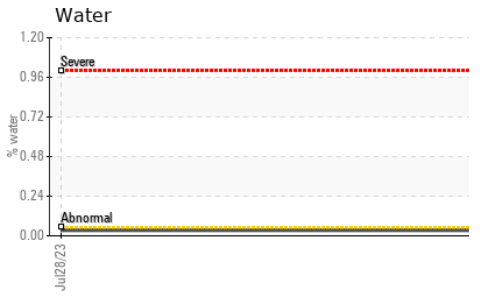 Water
1.20
Severe
0.96
0.72
% water
0.48
0.24
Abnormal
0.00
Jul28/23